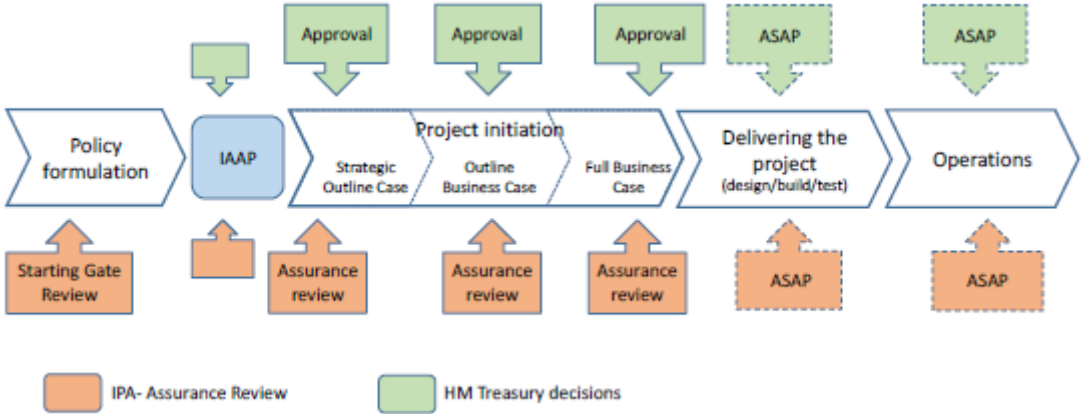 Approval
Approval
Approval
ASAP
ASAP
Policy
formulation
IAAP
Project initiation
Strategic
Outline Case
Outline
Business Case
Full Business
Case
Delivering the
project
(design/build/test)
Operations
Starting Gate
Review
Assurance
review
Assurance
review
Assurance
review
ASAP
ASAP
IPA- Assurance Review
HM Treasury decisions